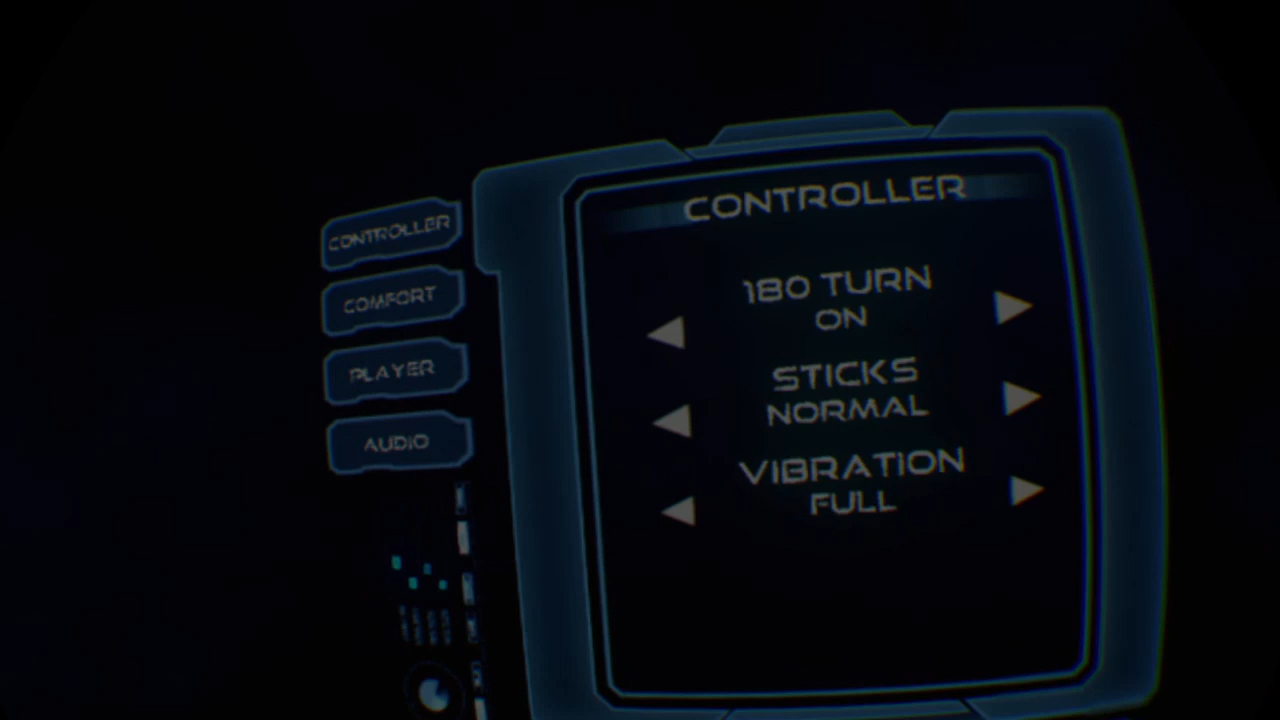 CONTROLLER
COMFORT
PLAYER
AUDIO
CONTROLLER
180 TURN
ON
STICKS
NORMAL
VIBRATION
FULL